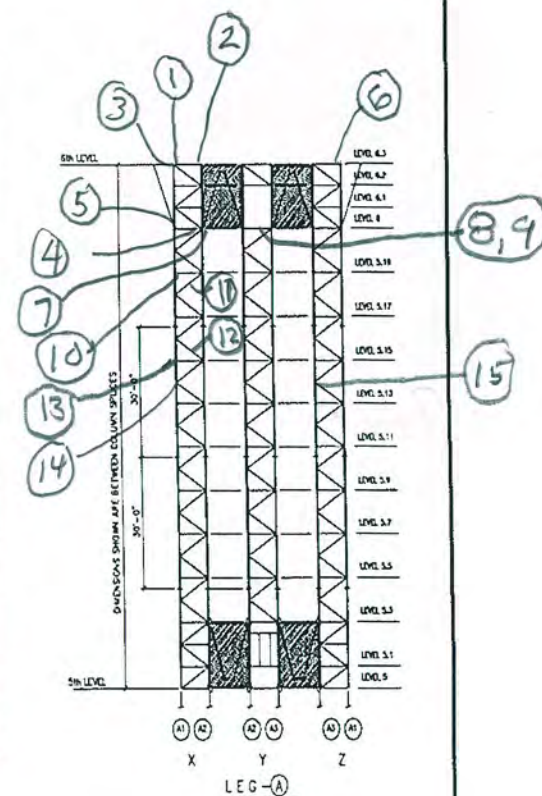 2
1
3
6
6th LEVEL
LEVEL 6.3
LEVEL 6.2
LEVEL 6.1
LEVEL 6
5
4
8,9
LEVEL 5.18
7
11
LEVEL 5.17
10
12
LEVEL 5.15
13
15
LEVEL 5.13
14
30'-0"
DIMENSIONS SHOWN ARE BETWEEN COLUMN SPLICES
LEVEL 5.11
LEVEL 5.9
30'-0"
LEVEL 5.7
LEVEL 5.5
LEVEL 5.3
LEVEL 5.1
5th LEVEL
LEVEL 5
A1 A2 A2 A3 A3 A1
X Y Z
LEG-A